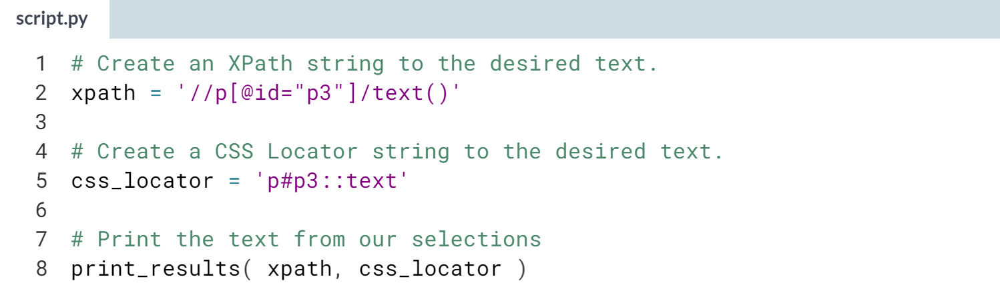 script.py
1 # Create an XPath string to the desired text.
2 xpath = '//p[@id="p3"]/text()'
3
4 # Create a CSS Locator string to the desired text.
5 css_locator = 'p#p3::text'
6
7 # Print the text from our selections
8 print_results( xpath, css_locator )